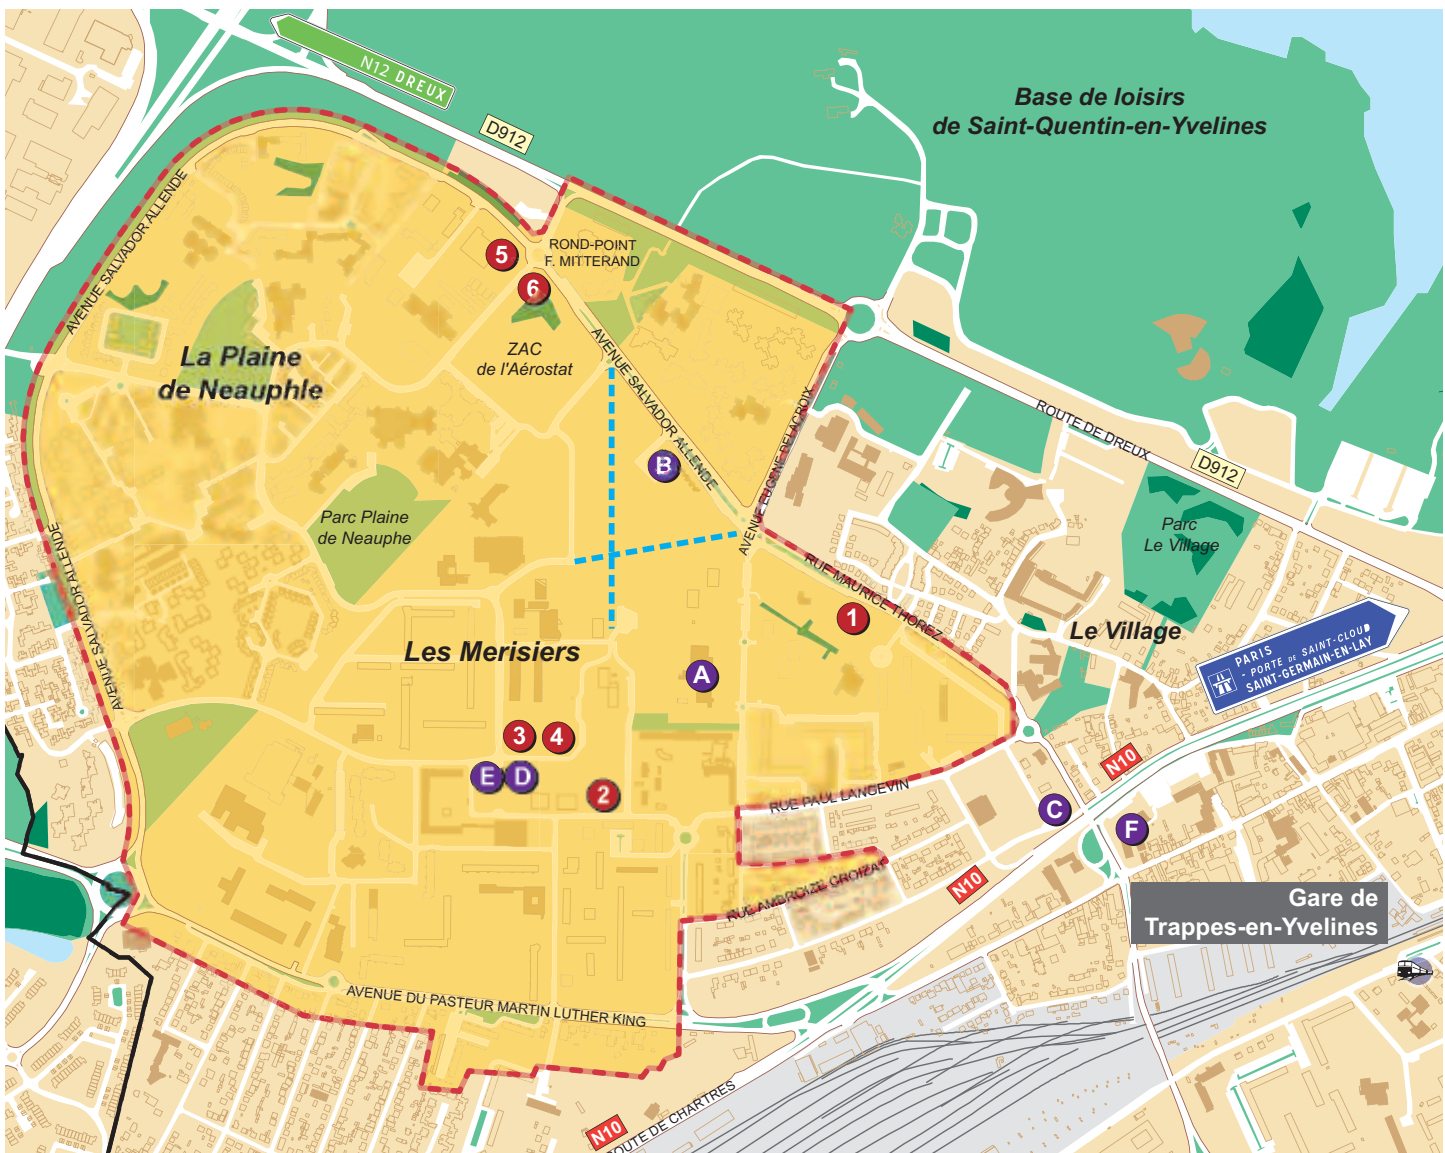 N12 DREUX
D912
Base de loisirs
de Saint-Quentin-en-Yvelines
AVENUE SALVADOR ALLENDE
5
ROND-POINT
F. MITTERAND
6
La Plaine
de Neauphle
ZAC
de l'Aérostat
AVENUE SALVADOR ALLENDE
AVENUE EUGENE DELACROIX
ROUTE DE DREUX
D912
B
Parc Plaine
de Neauphe
Parc
Le Village
AVENUE SALVADOR ALLENDE
RUE MAURICE THOREZ
1
Le Village
PARIS
- PORTE DE SAINT-CLOUD
SAINT-GERMAIN-EN-LAY
Les Merisiers
A
3
4
E
D
2
N10
RUE PAUL LANGEVIN
C
F
RUE AMBROIZE CROIZAT
N10
Gare de
Trappes-en-Yvelines
AVENUE DU PASTEUR MARTIN LUTHER KING
N10
OUTE DE CHARTRES